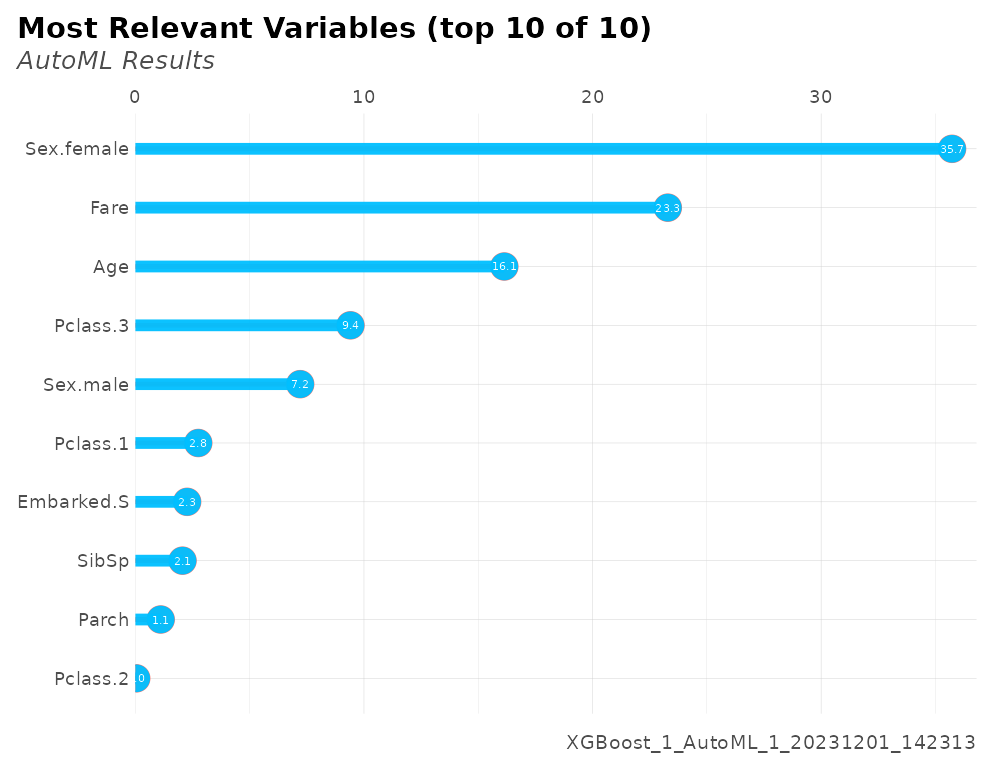 Most Relevant Variables (top 10 of 10)
AutoML Results
0 10 20 30
Sex.female 35.7
Fare 23.3
Age 16.1
Pclass.3 9.4
Sex.male 7.2
Pclass.1 2.8
Embarked.S 2.3
SibSp 2.1
Parch 1.1
Pclass.2
XGBoost_1_AutoML_1_20231201_142313